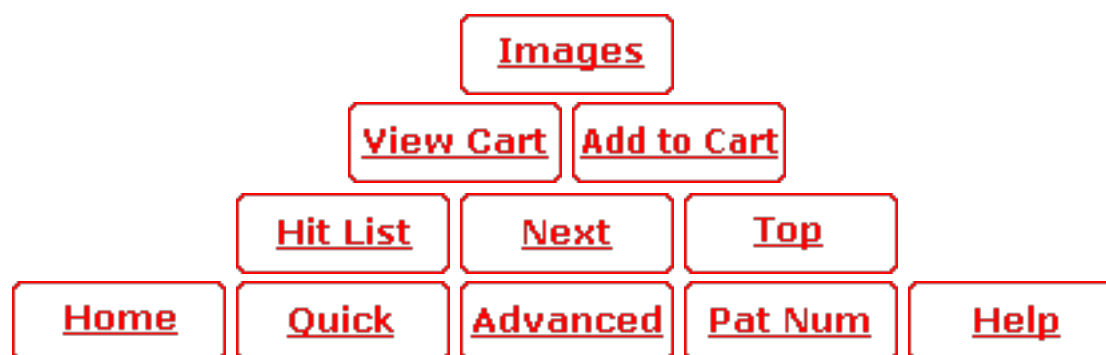 Images
View Cart Add to Cart
Hit List Next Top
Home Quick Advanced Pat Num Help